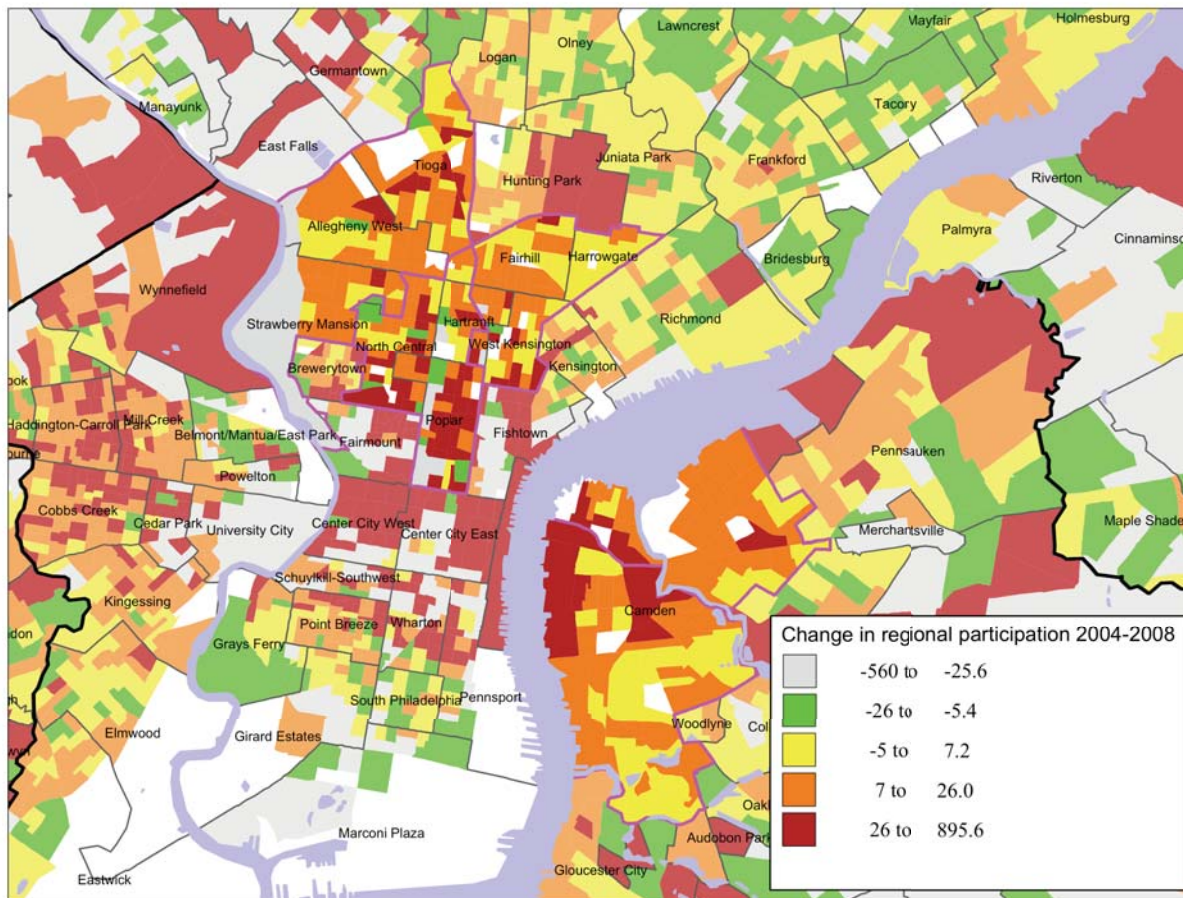 Lawncrest
Mayfair
Holmesburg
Olney
Logan
Germantown
Manayunk
Tacony
East Falls
Tioga
Juniata Park
Frankford
Hunting Park
Riverton
Allegheny West
Palmyra
Fairhill
Harrowgate
Bridesburg
Cinnaminso
Wynnefield
Richmond
Strawberry Mansion
Hartranft
North Central
West Kensington
Brewerytown
Kensington
ook
Haddington-Carroll Park
Mill Creek
Poplar
Belmont/Mantua/East Park
Fairmount
Fishtown
Pennsauken
Powelton
Cobbs Creek
Cedar Park
University City
Center City West
Center City East
Merchantsville
Maple Shade
Schuylkill-Southwest
Kingessing
Camden
Point Breeze
Wharton
Grays Ferry
ndon
South Philadelphia
Pennsport
Woodlyne
Col
Elmwood
Girard Estates
wyn
Oakl
Marconi Plaza
Audobon Park
Gloucester City
Eastwick
Change in regional participation 2004-2008
-560 to -25.6
-26 to -5.4
-5 to 7.2
7 to 26.0
26 to 895.6